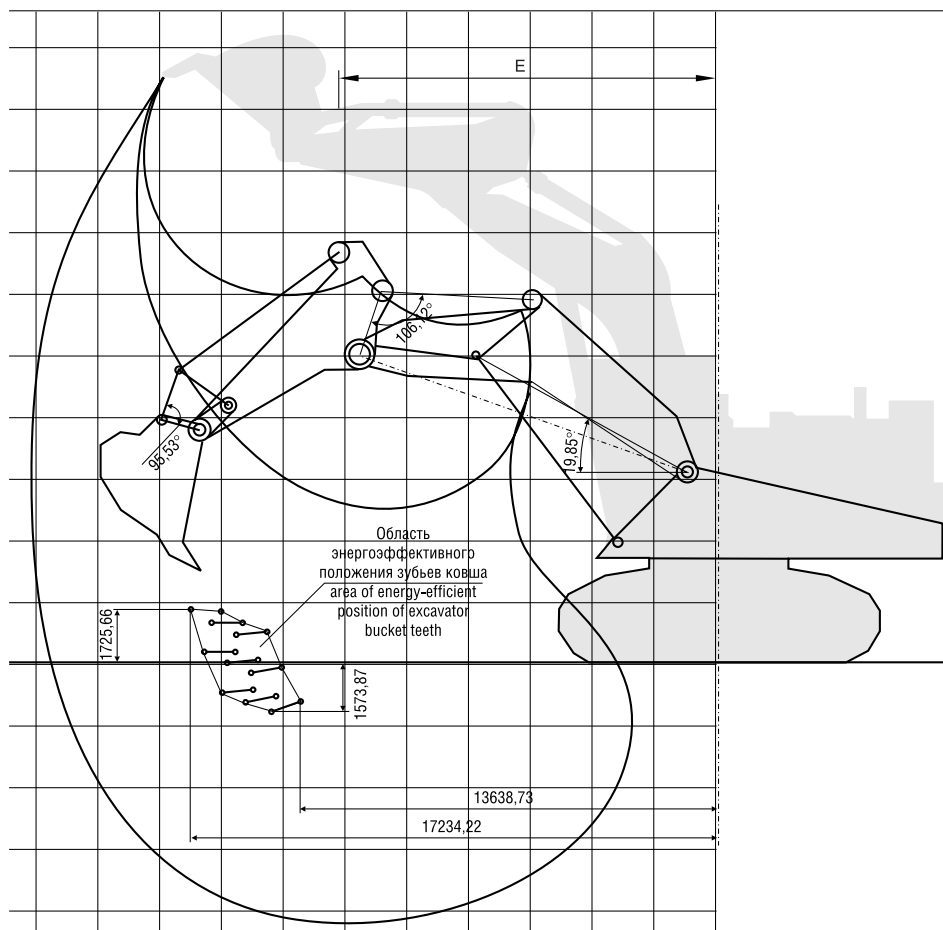 E
106,12°
19,85°
95,53°
Область
энергоэффективного
положения зубьев ковша
area of energy-efficient
position of excavator
bucket teeth
1725,66
1573,87
13638,73
17234,22